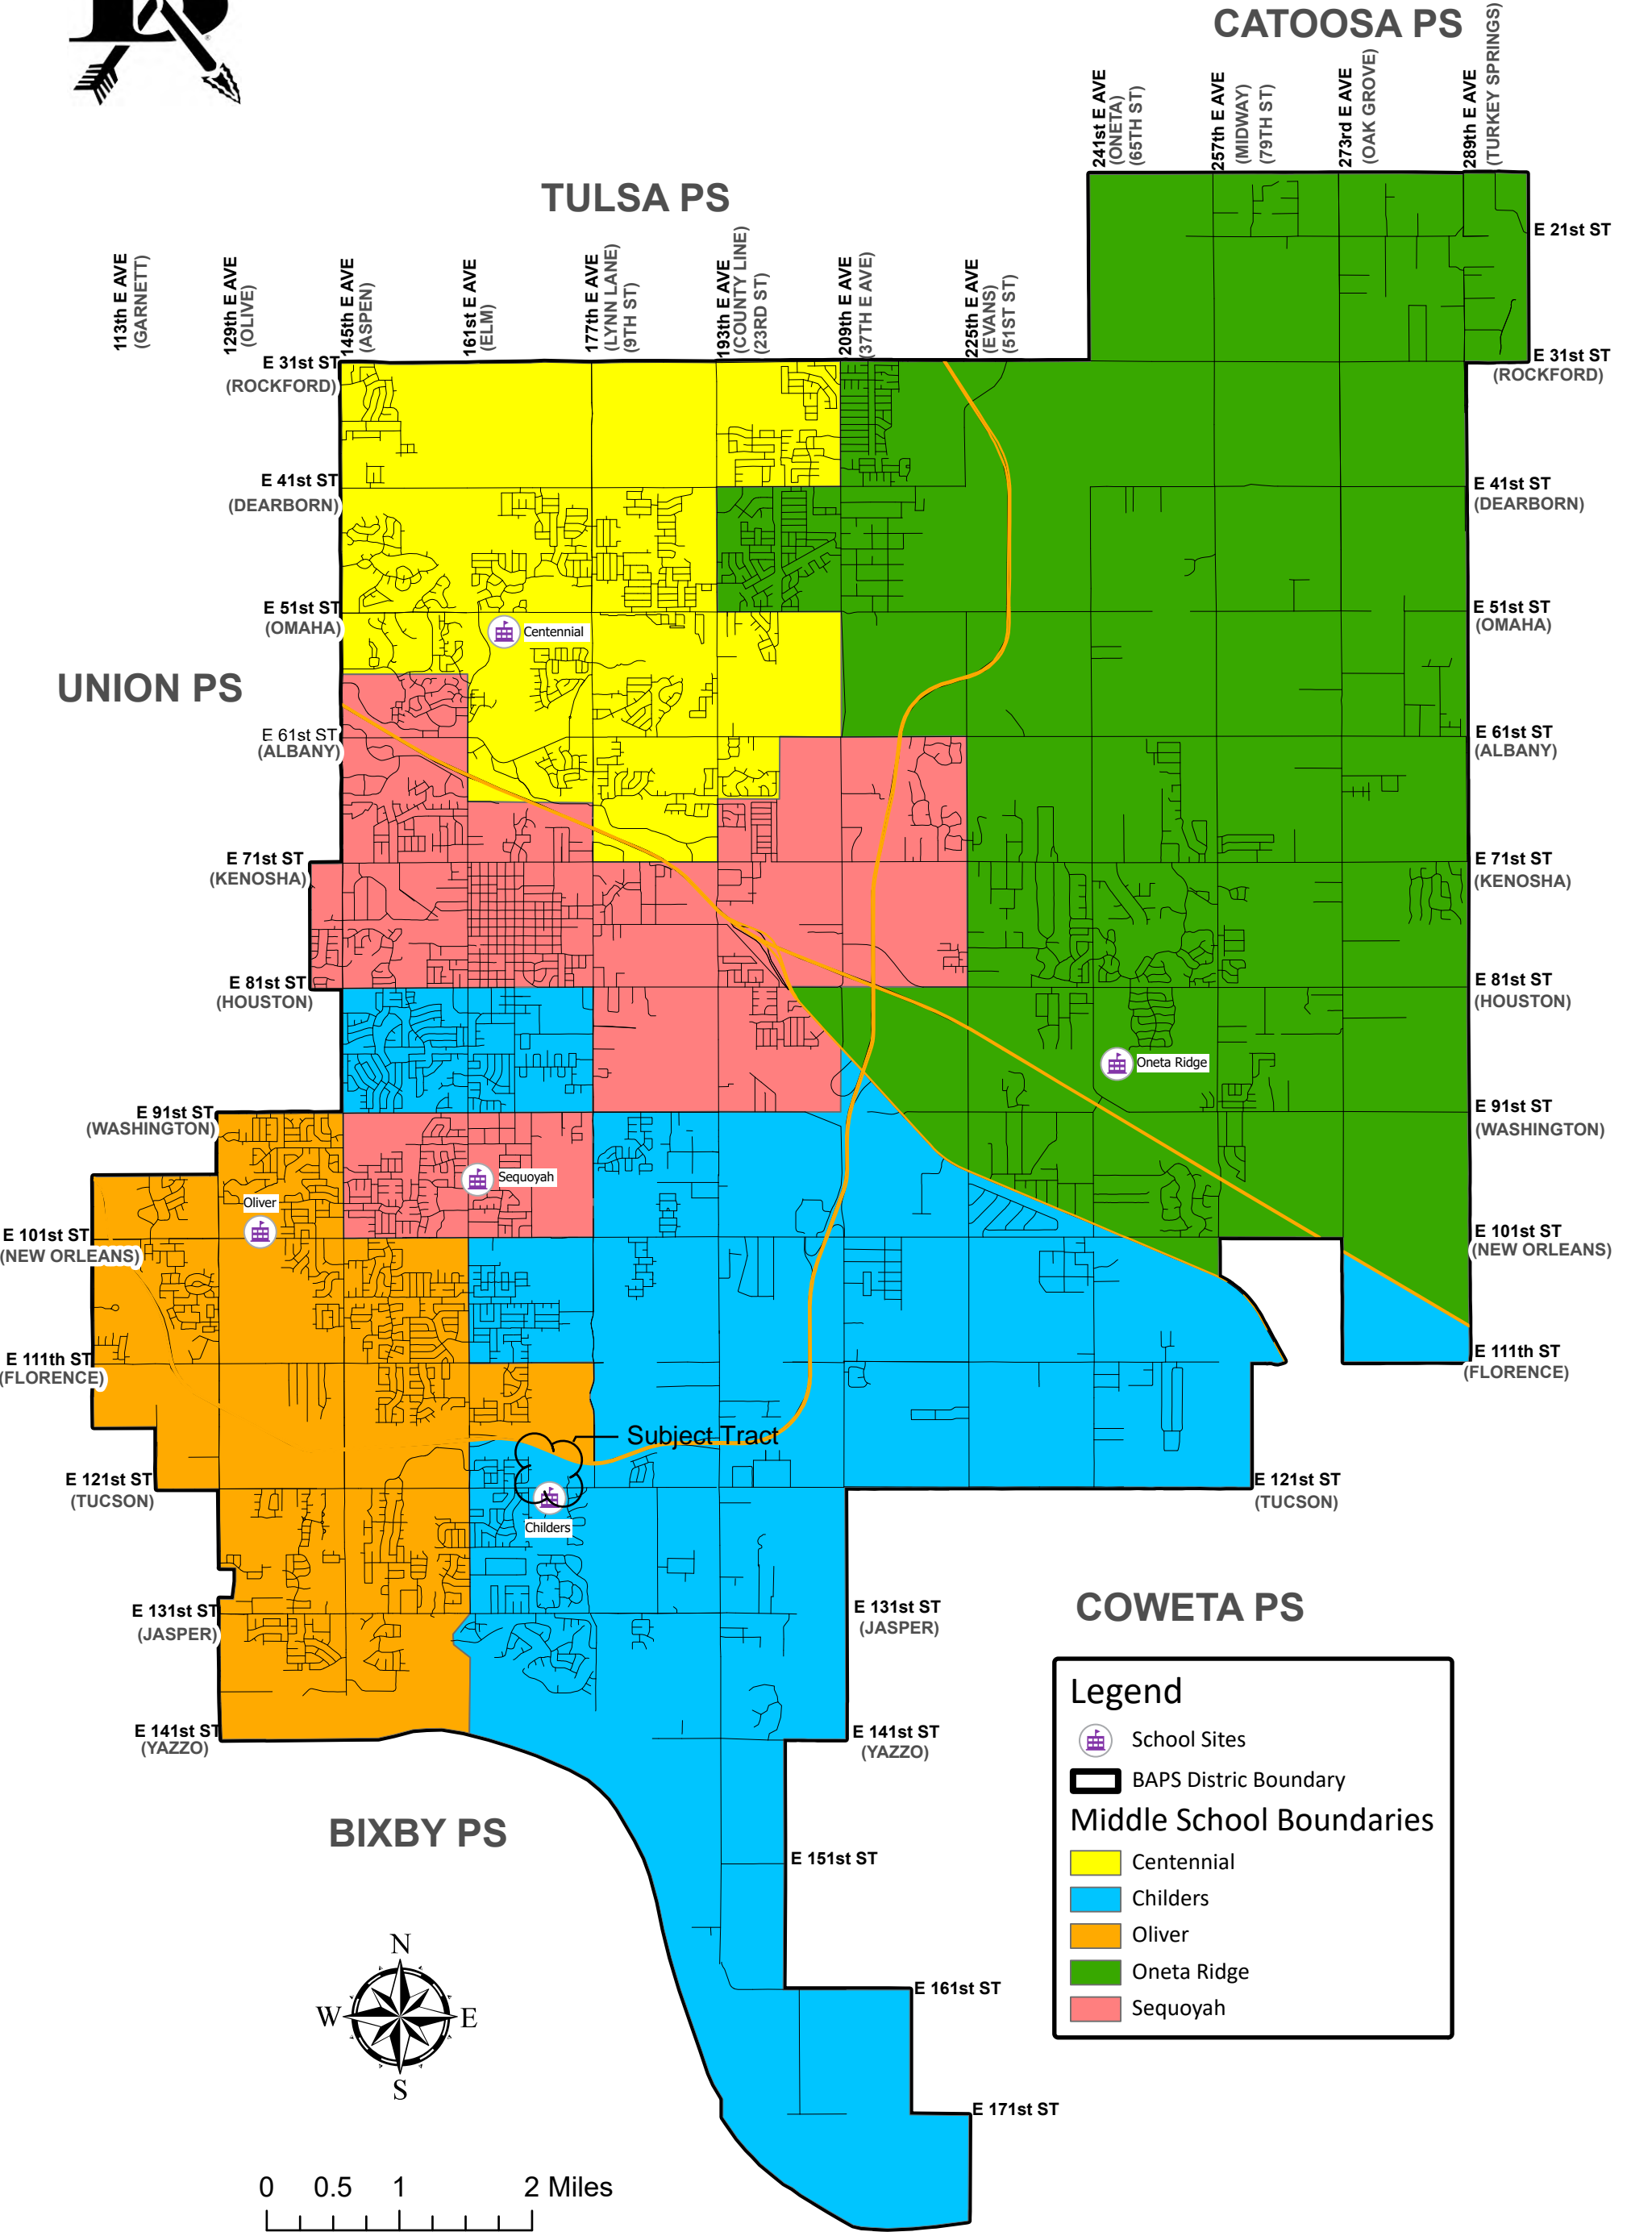 CATOOSA PS
241st E AVE
(ONETA)
(65TH ST)
257th E AVE
(MIDWAY)
(79TH ST)
273rd E AVE
(OAK GROVE)
289th E AVE
(TURKEY SPRINGS)
TULSA PS
113th E AVE
(GARNETT)
129th E AVE
(OLIVE)
145th E AVE
(ASPEN)
161st E AVE
(ELM)
177th E AVE
(LYNN LANE)
(9TH ST)
193th E AVE
(COUNTY LINE)
(23RD ST)
209th E AVE
(37TH E AVE)
225th E AVE
(EVANS)
(51ST ST)
E 21st ST
E 31st ST
(ROCKFORD)
E 31st ST
(ROCKFORD)
E 41st ST
(DEARBORN)
E 41st ST
(DEARBORN)
E 51st ST
(OMAHA)
Centennial
E 51st ST
(OMAHA)
UNION PS
E 61st ST
(ALBANY)
E 61st ST
(ALBANY)
E 71st ST
(KENOSHA)
E 71st ST
(KENOSHA)
E 81st ST
(HOUSTON)
E 81st ST
(HOUSTON)
Oneta Ridge
E 91st ST
(WASHINGTON)
E 91st ST
(WASHINGTON)
Sequoyah
Oliver
E 101st ST
(NEW ORLEANS)
E 101st ST
(NEW ORLEANS)
E 111th ST
(FLORENCE)
E 111th ST
(FLORENCE)
Subject Tract
E 121st ST
(TUCSON)
E 121st ST
(TUCSON)
Childers
E 131st ST
(JASPER)
E 131st ST
(JASPER)
COWETA PS
E 141st ST
(YAZZO)
E 141st ST
(YAZZO)
BIXBY PS
E 151st ST
E 161st ST
E 171st ST
Legend
School Sites
BAPS Distric Boundary
Middle School Boundaries
Centennial
Childers
Oliver
Oneta Ridge
Sequoyah
N
W
E
S
0 0.5 1 2 Miles